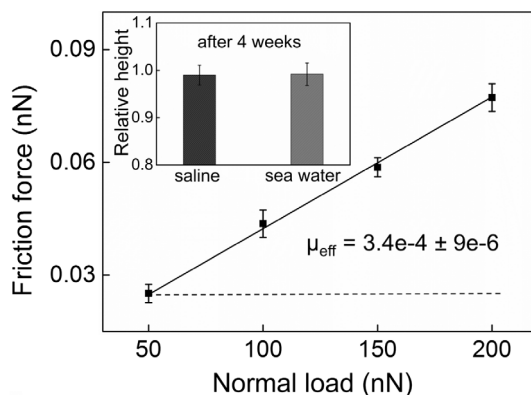 1.1
1.0
0.9
0.8
Relative height
after 4 weeks
saline
sea water
0.09
0.06
0.03
Friction force (nN)
μeff = 3.4e-4 ± 9e-6
50
100
150
200
Normal load (nN)